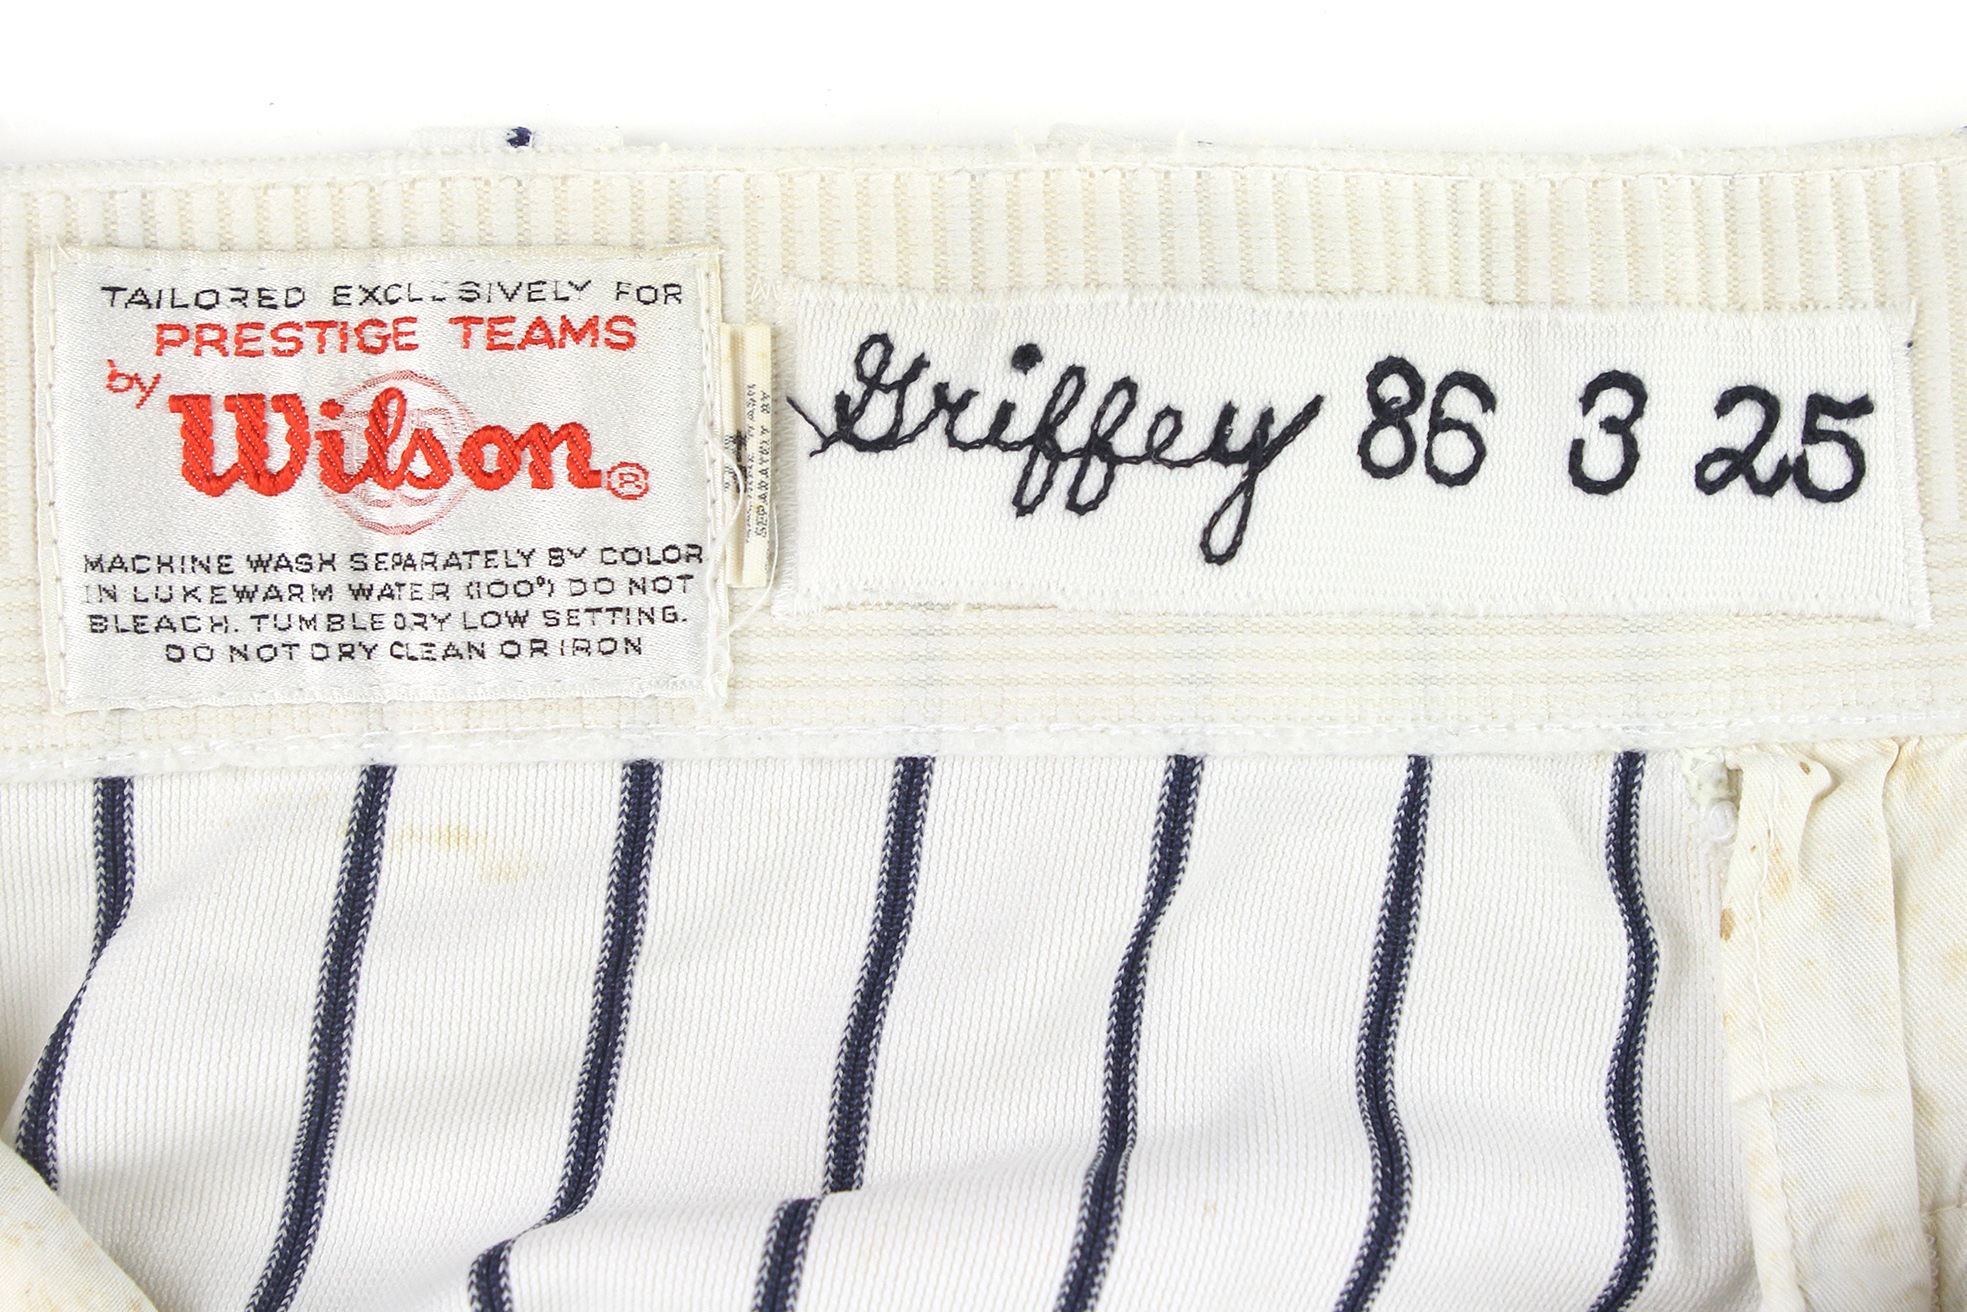 TAILORED EXCLUSIVELY FOR
PRESTIGE TEAMS
by
Wilson®
MACHINE WASH SEPARATELY BY COLOR
IN LUKEWARM WATER (100°) DO NOT
BLEACH. TUMBLE DRY LOW SETTING.
DO NOT DRY CLEAN OR IRON
Griffey 86 3 25